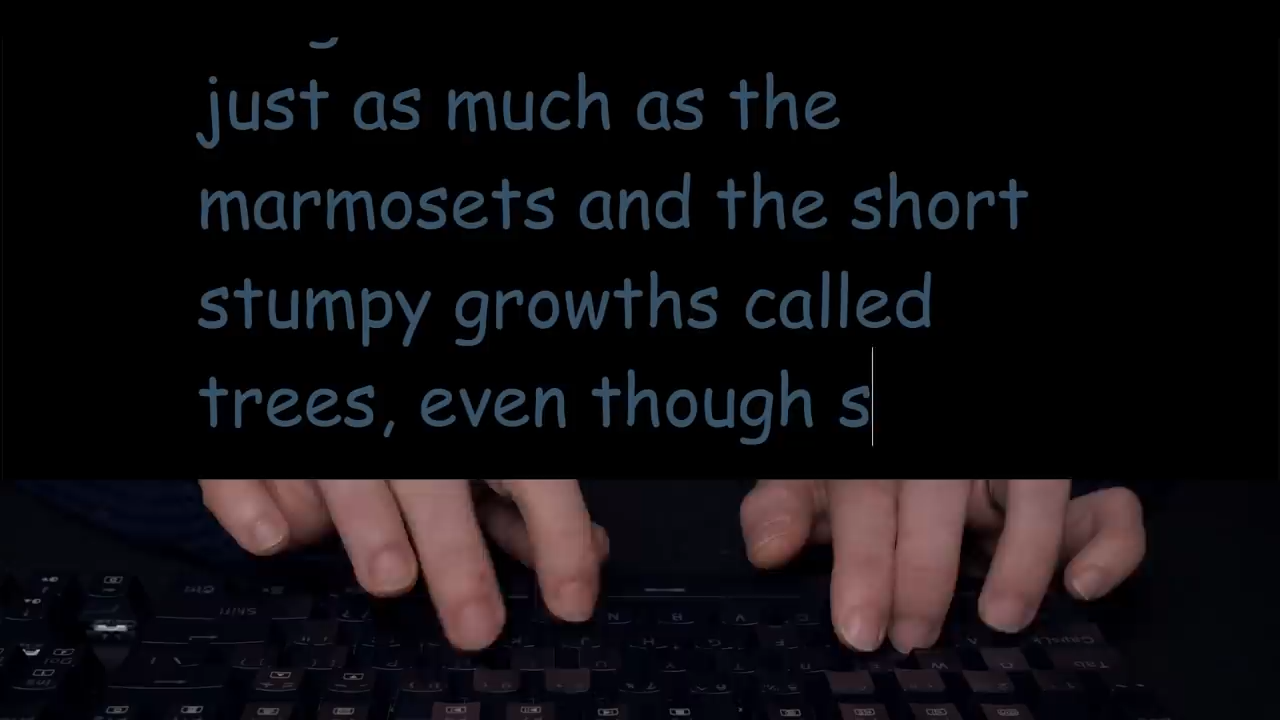 just as much as the
marmosets and the short
stumpy growths called
trees, even though s